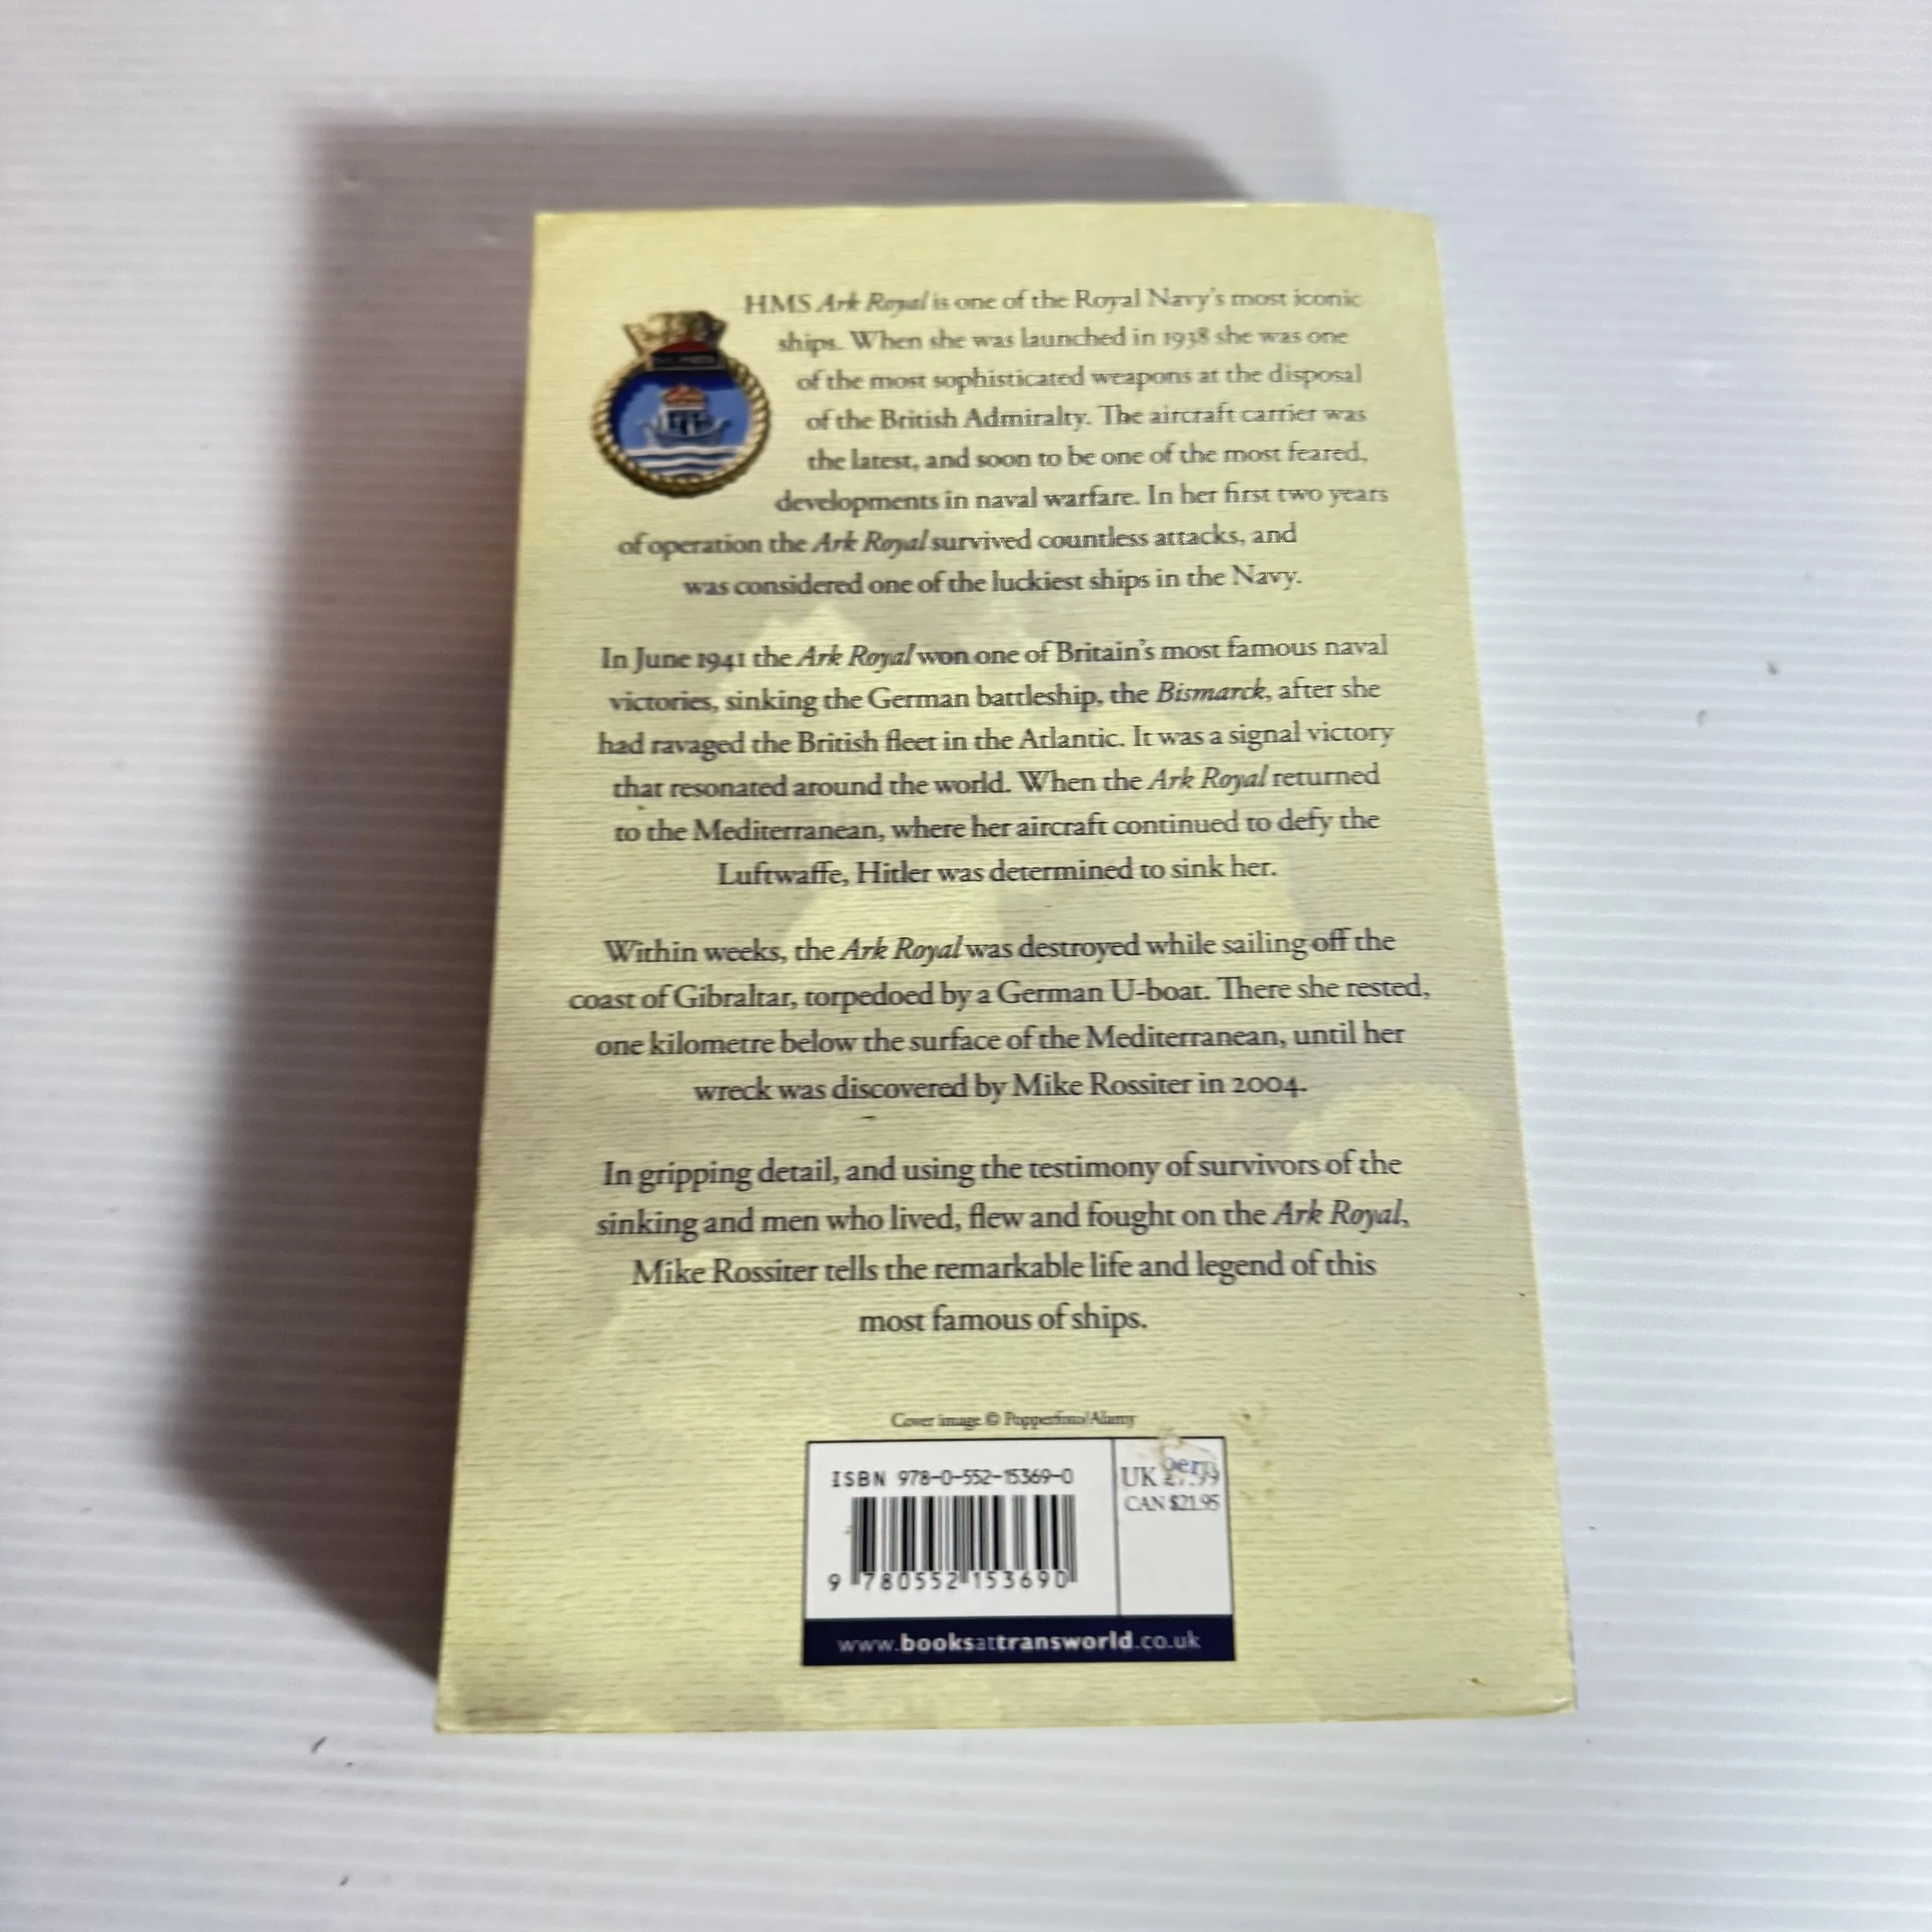 HMS Ark Royal is one of the Royal Navy's most iconic
ships. When she was launched in 1938 she was one
of the most sophisticated weapons at the disposal
of the British Admiralty. The aircraft carrier was
the latest, and soon to be one of the most feared,
developments in naval warfare. In her first two years
of operation the Ark Royal survived countless attacks, and
was considered one of the luckiest ships in the Navy.
In June 1941 the Ark Royal won one of Britain's most famous naval
victories, sinking the German battleship, the Bismarck, after she
had ravaged the British fleet in the Atlantic. It was a signal victory
that resonated around the world. When the Ark Royal returned
to the Mediterranean, where her aircraft continued to defy the
Luftwaffe, Hitler was determined to sink her.
Within weeks, the Ark Royal was destroyed while sailing off the
coast of Gibraltar, torpedoed by a German U-boat. There she rested,
one kilometre below the surface of the Mediterranean, until her
wreck was discovered by Mike Rossiter in 2004.
In gripping detail, and using the testimony of survivors of the
sinking and men who lived, flew and fought on the Ark Royal,
Mike Rossiter tells the remarkable life and legend of this
most famous of ships.
Cover image © Popperfoto/Alamy
ISBN 978-0-552-15369-0
UK £7.99
CAN $21.95
9 780552 153690
www.booksattransworld.co.uk